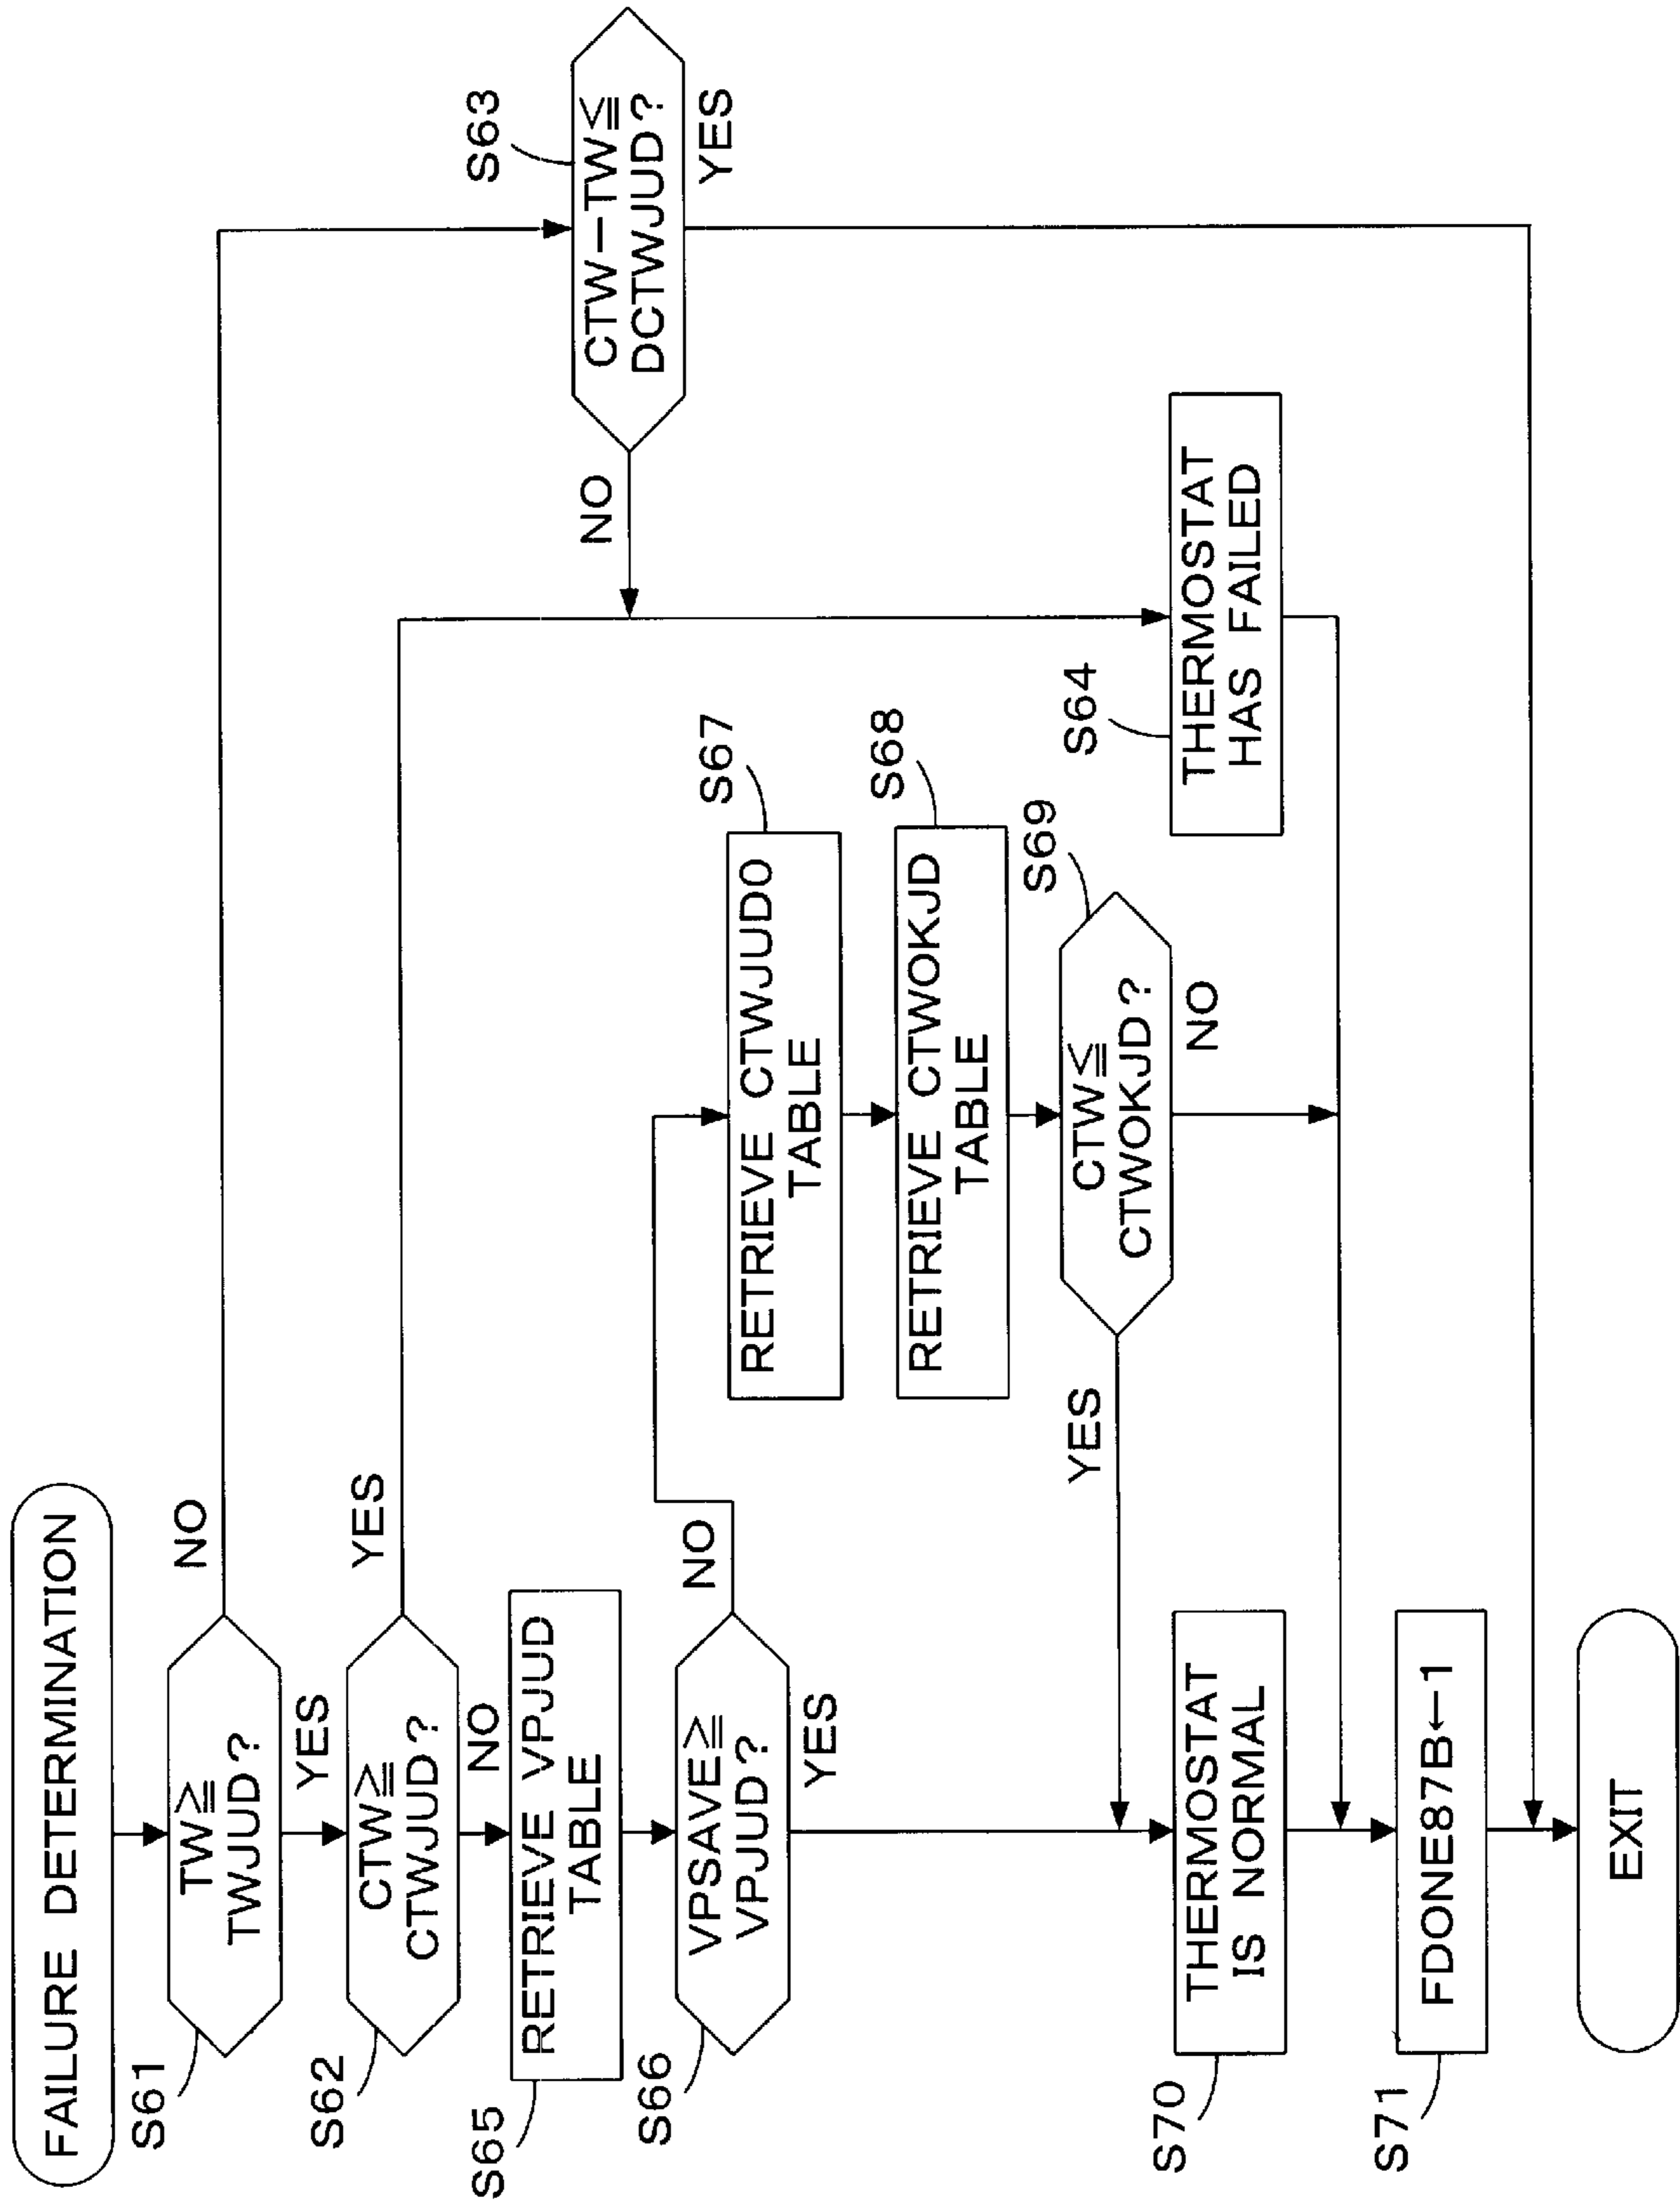 FAILURE DETERMINATION
S61
TW≧
TWJUD?
NO
YES
S62
CTW≧
CTWJUD?
YES
NO
S63
CTW−TW≦
DCTWJUD?
NO
YES
S65
RETRIEVE VPJUD
TABLE
S66
VPSAVE≧
VPJUD?
NO
YES
S67
RETRIEVE CTWJUD0
TABLE
S68
RETRIEVE CTWOKJD
TABLE
S69
CTW≦
CTWOKJD?
YES
NO
S64
THERMOSTAT
HAS FAILED
S70
THERMOSTAT
IS NORMAL
S71
FDONE87B←1
EXIT